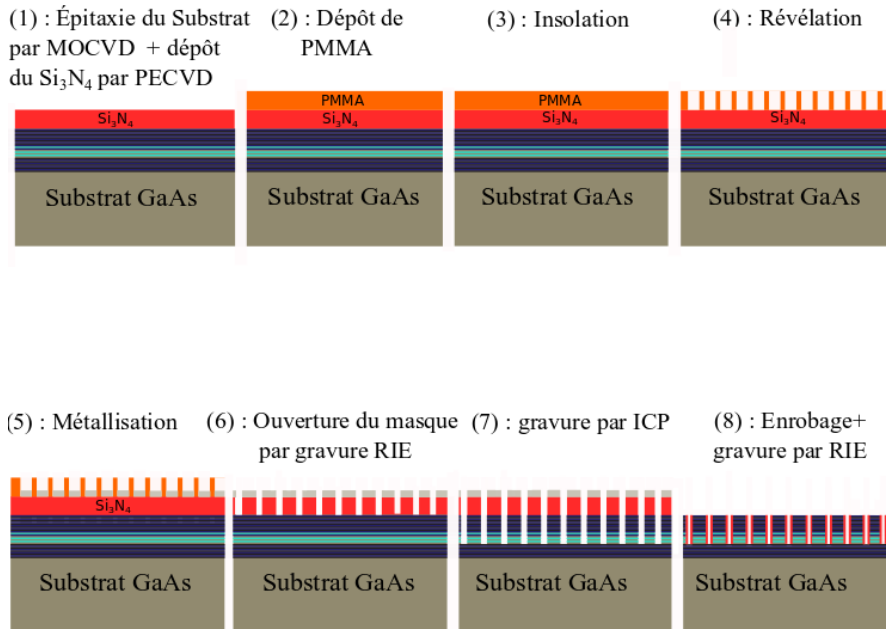 (1) : Épitaxie du Substrat
par MOCVD + dépôt
du Si₃N₄ par PECVD
(2) : Dépôt de
PMMA
(3) : Insolation
(4) : Révélation
Si₃N₄
Substrat GaAs
PMMA
Si₃N₄
Substrat GaAs
PMMA
Si₃N₄
Substrat GaAs
Substrat GaAs
(5) : Métallisation
(6) : Ouverture du masque
par gravure RIE
(7) : gravure par ICP
(8) : Enrobage+
gravure par RIE
Si₃N₄
Substrat GaAs
Substrat GaAs
Substrat GaAs
Substrat GaAs